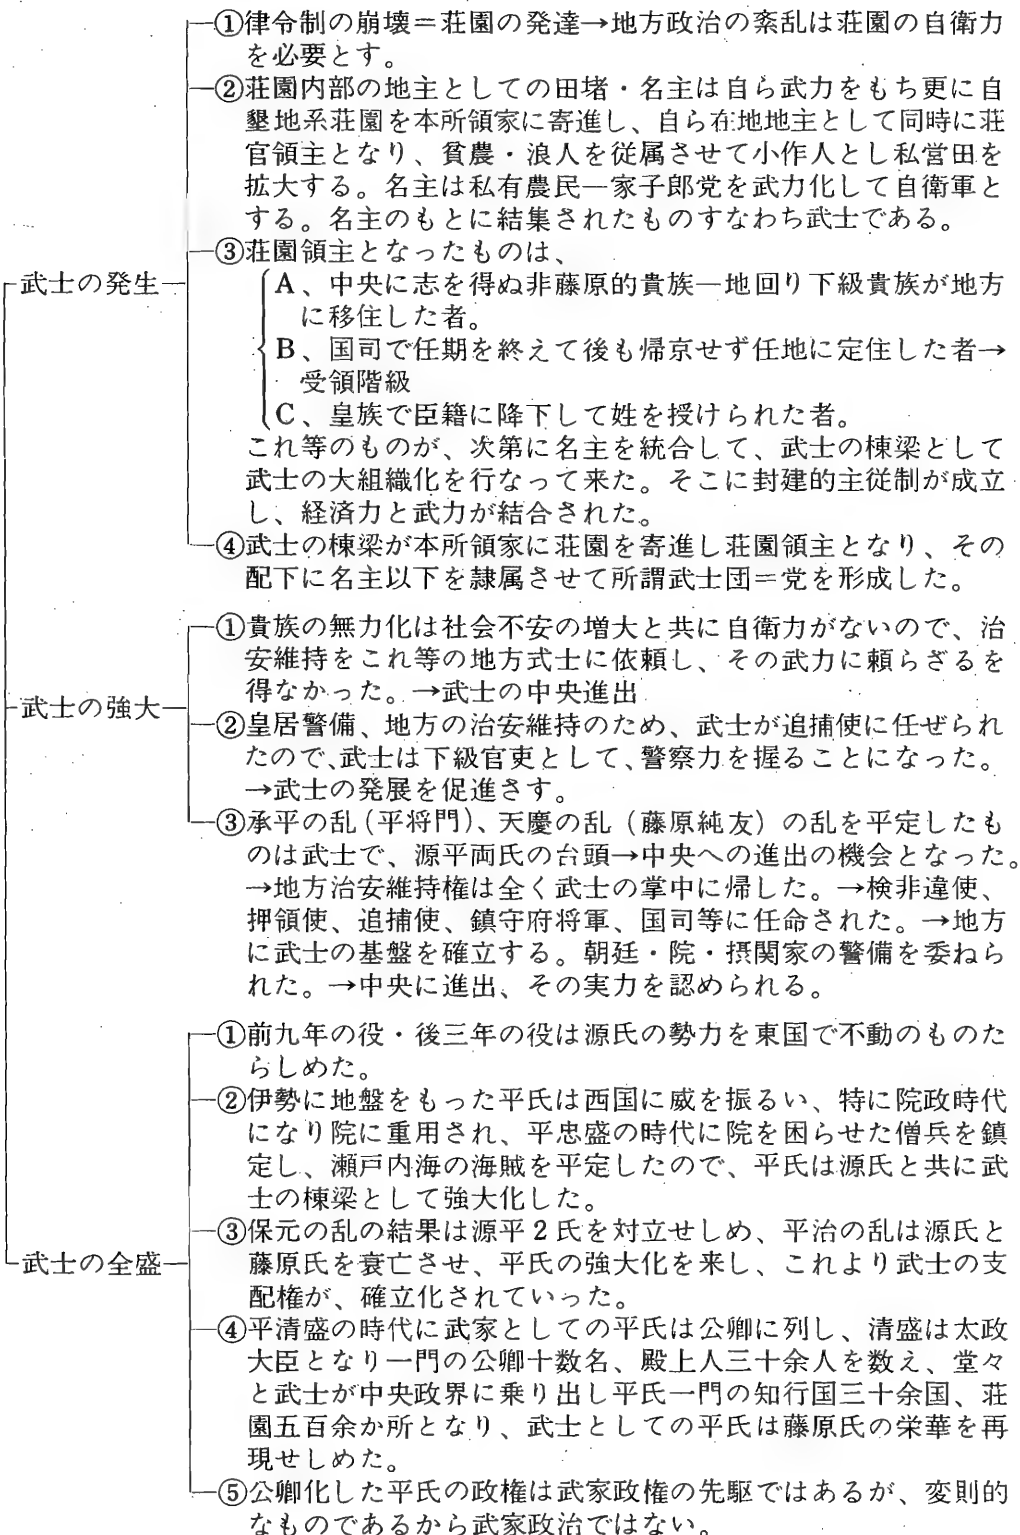 ①律令制の崩壊＝荘園の発達→地方政治の紊乱は荘園の自衛力
を必要とす。
②荘園内部の地主としての田堵・名主は自ら武力をもち更に自
墾地系荘園を本所領家に寄進し、自ら在地地主として同時に荘
官領主となり、貧農・浪人を従属させて小作人とし私営田を
拡大する。名主は私有農民―家子郎党を武力化して自衛軍と
する。名主のもとに結集されたものすなわち武士である。
③荘園領主となったものは、
武士の発生
A、中央に志を得ぬ非藤原的貴族―地回り下級貴族が地方
に移住した者。
B、国司で任期を終えて後も帰京せず任地に定住した者→
受領階級
C、皇族で臣籍に降下して姓を授けられた者。
これ等のものが、次第に名主を統合して、武士の棟梁として
武士の大組織化を行なって来た。そこに封建的主従制が成立
し、経済力と武力が結合された。
④武士の棟梁が本所領家に荘園を寄進し荘園領主となり、その
配下に名主以下を隷属させて所謂武士団＝党を形成した。
①貴族の無力化は社会不安の増大と共に自衛力がないので、治
安維持をこれ等の地方式士に依頼し、その武力に頼らざるを
得なかった。→武士の中央進出
武士の強大
②皇居警備、地方の治安維持のため、武士が追捕使に任ぜられ
たので、武士は下級官吏として、警察力を握ることになった。
→武士の発展を促進さす。
③承平の乱(平将門)、天慶の乱（藤原純友）の乱を平定したも
のは武士で、源平両氏の台頭→中央への進出の機会となった。
→地方治安維持権は全く武士の掌中に帰した。→検非違使、
押領使、追捕使、鎮守府将軍、国司等に任命された。→地方
に武士の基盤を確立する。朝廷・院・摂関家の警備を委ねら
れた。→中央に進出、その実力を認められる。
①前九年の役・後三年の役は源氏の勢力を東国で不動のものた
らしめた。
②伊勢に地盤をもった平氏は西国に威を振るい、特に院政時代
になり院に重用され、平忠盛の時代に院を困らせた僧兵を鎮
定し、瀬戸内海の海賊を平定したので、平氏は源氏と共に武
士の棟梁として強大化した。
③保元の乱の結果は源平２氏を対立せしめ、平治の乱は源氏と
武士の全盛
藤原氏を衰亡させ、平氏の強大化を来し、これより武士の支
配権が、確立化されていった。
④平清盛の時代に武家としての平氏は公卿に列し、清盛は太政
大臣となり一門の公卿十数名、殿上人三十余人を数え、堂々
と武士が中央政界に乗り出し平氏一門の知行国三十余国、荘
園五百余か所となり、武士としての平氏は藤原氏の栄華を再
現せしめた。
⑤公卿化した平氏の政権は武家政権の先駆ではあるが、変則的
なものであるから武家政治ではない。